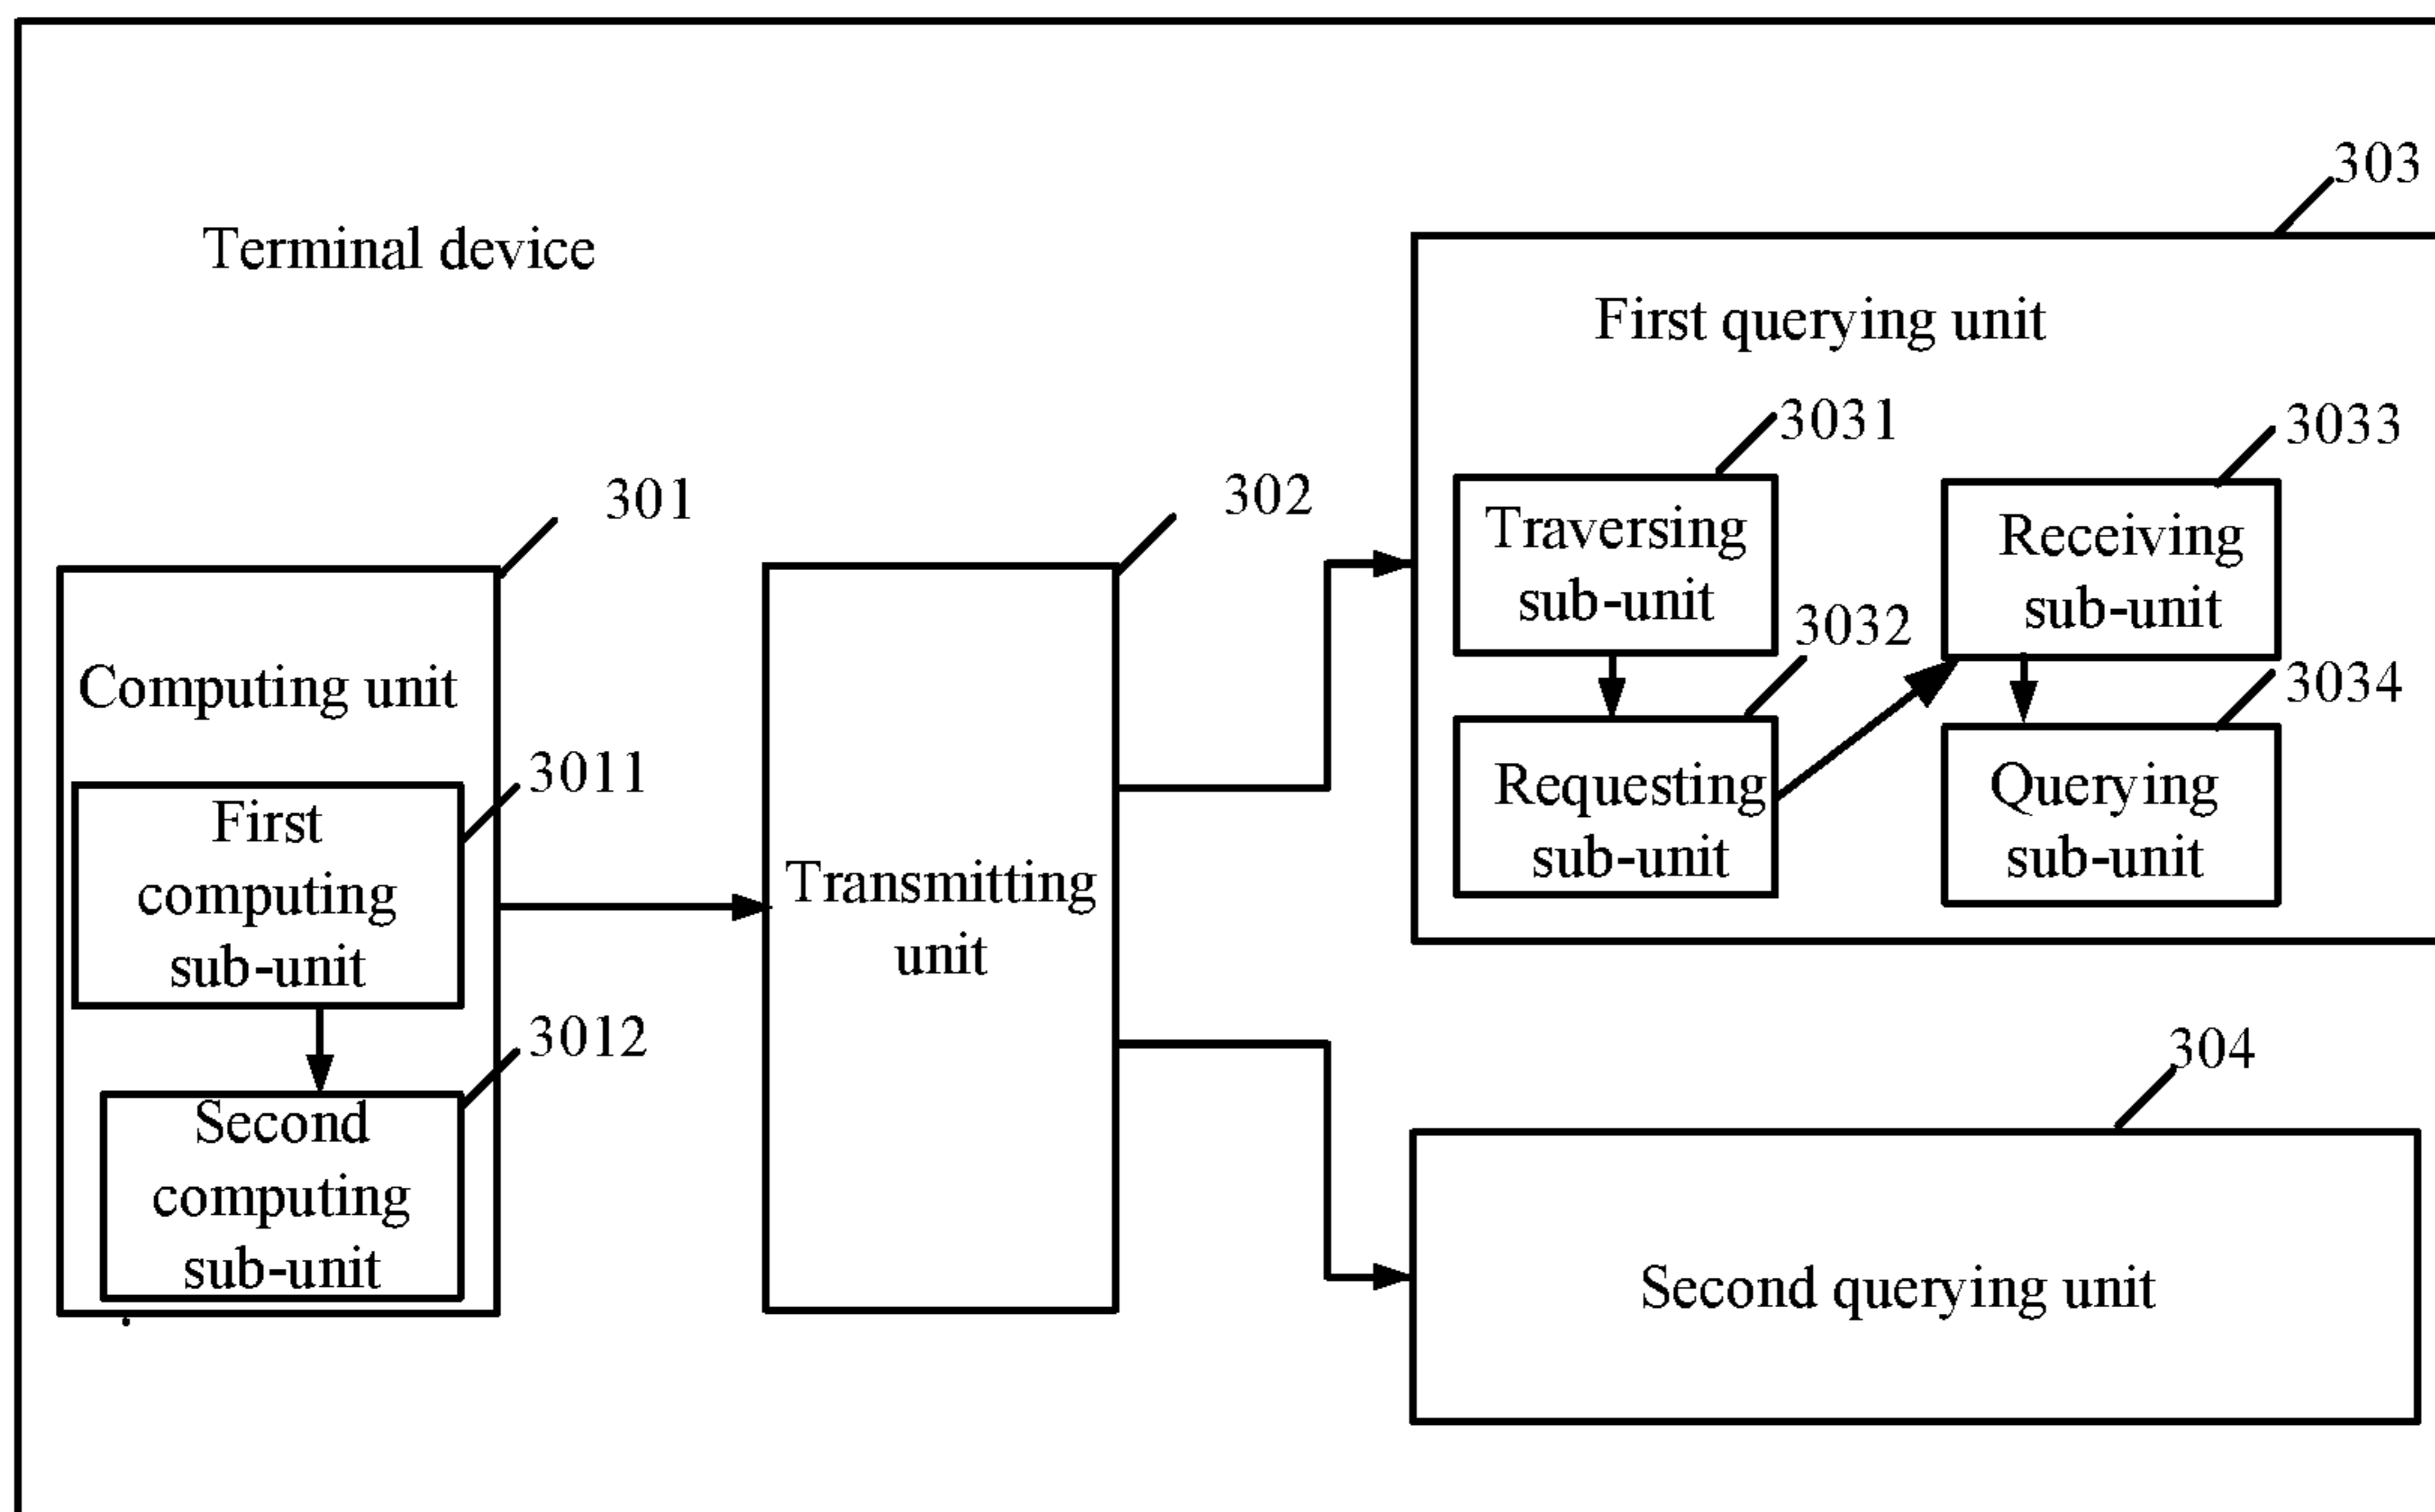 303
Terminal device
First querying unit
3031
3033
301
302
Traversing
sub-unit
Receiving
sub-unit
3032
Computing unit
3034
3011
Requesting
sub-unit
Querying
sub-unit
First
computing
sub-unit
Transmitting
unit
3012
304
Second
computing
sub-unit
Second querying unit